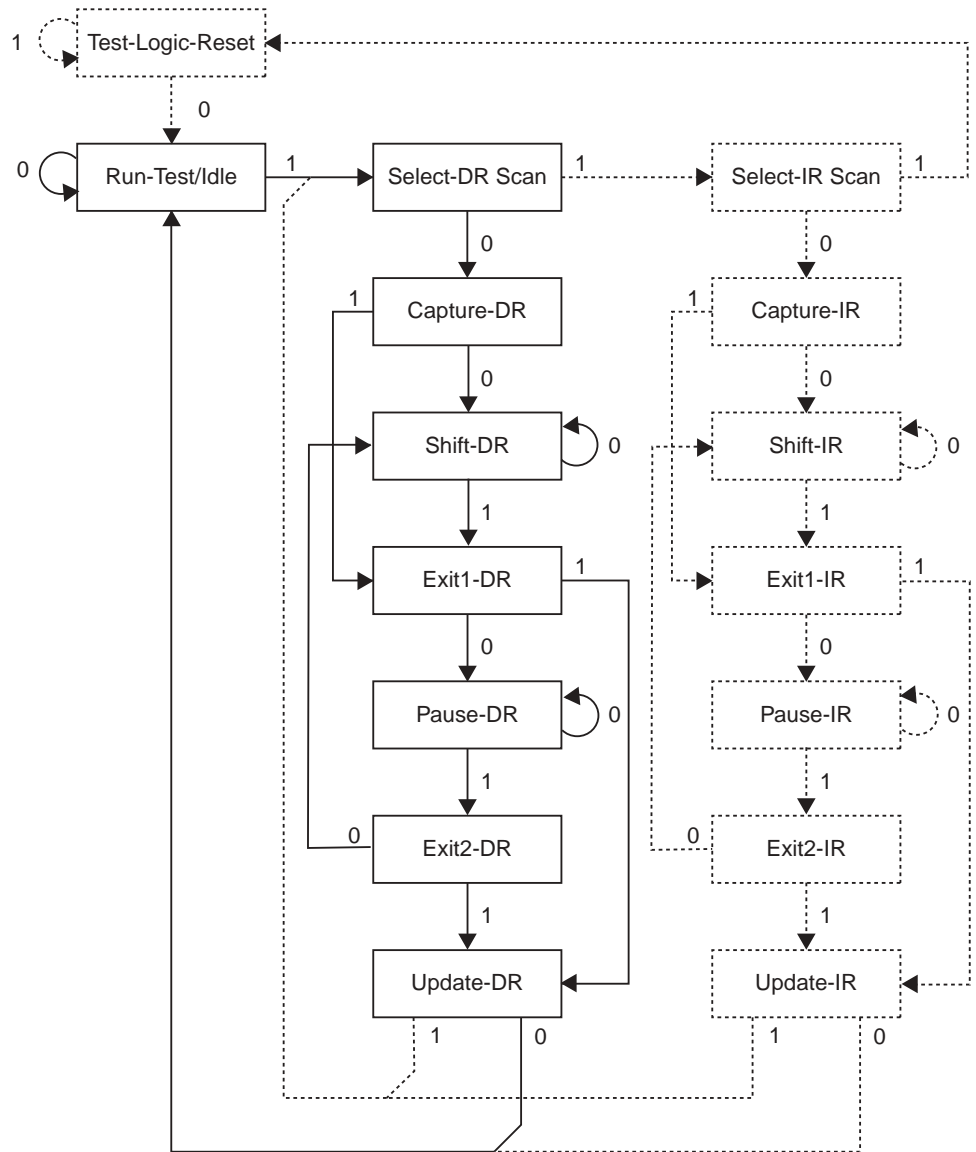 1
Test-Logic-Reset
0
0
Run-Test/Idle
1
Select-DR Scan
1
Select-IR Scan
1
0
0
1
Capture-DR
1
Capture-IR
0
0
Shift-DR
0
Shift-IR
0
1
1
Exit1-DR
1
Exit1-IR
1
0
0
Pause-DR
0
Pause-IR
0
1
1
0
Exit2-DR
0
Exit2-IR
1
1
Update-DR
Update-IR
1
0
1
0